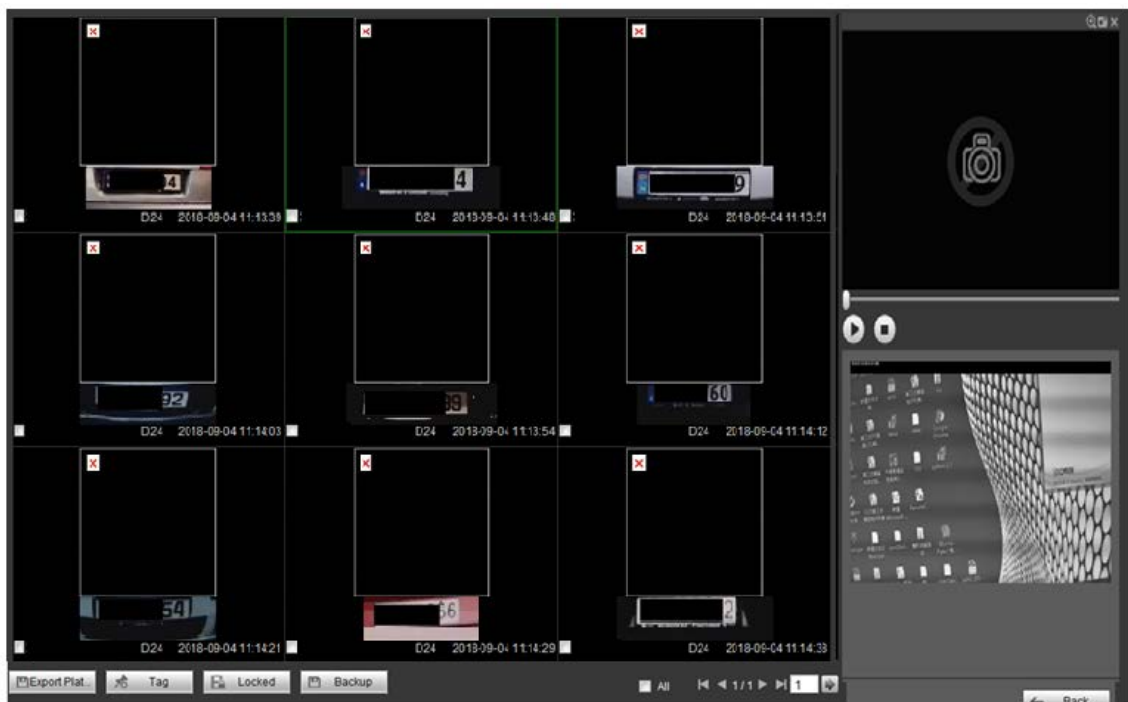 4
4
9
D24 2018-09-04 11:13:39
D24 2018-09-04 11:13:48
D24 2018-09-04 11:13:51
92
99
60
D24 2018-09-04 11:14:03
D24 2018-09-04 11:13:54
D24 2018-09-04 11:14:12
54
66
2
D24 2018-09-04 11:14:21
D24 2018-09-04 11:14:29
D24 2018-09-04 11:14:38
Export Plat..
Tag
Locked
Backup
All
1/1
1
Back